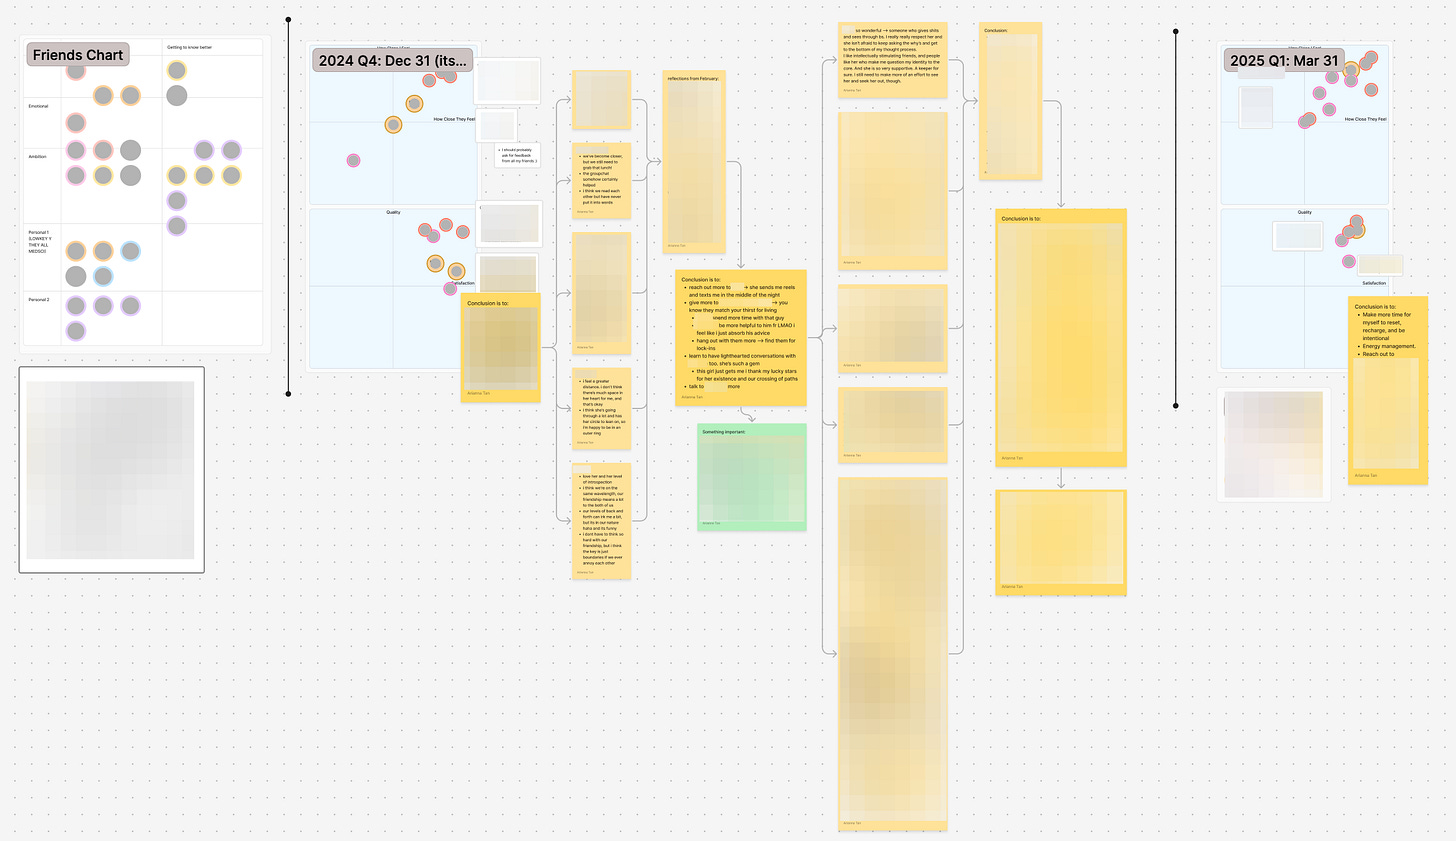 Friends Chart
Getting to know better
Emotional
Ambition
Personal 1
(LOWKEY Y
THEY ALL
MEDSCI)
Personal 2
2024 Q4: Dec 31 (its...
How Close They Feel
I should probably
ask for feedback
from all my friends :)
Quality
Satisfaction
Conclusion is to:
Arianna Tan
we've become closer,
but we still need to
grab that lunch!
the groupchat
somehow certainly
helped
I think we read each
other but have never
put it into words
Arianna Tan
Arianna Tan
I feel a greater
distance. I don't think
there's much space in
her heart for me, and
that's okay
I think she's going
through a lot and has
her circle to lean on, so
I'm happy to be in an
outer ring
Arianna Tan
love her and her level
of introspection
I think we're on the
same wavelength, our
friendship means a lot
to the both of us
our levels of back and
forth can irk me a bit,
but its in our nature
haha and its funny
I dont have to think so
hard with our
friendship, but I think
the key is just
boundaries if we ever
annoy each other
Arianna Tan
reflections from February:
Arianna Tan
Conclusion is to:
reach out more to → she sends me reels
and texts me in the middle of the night
give more to → you
know they match your thirst for living
spend more time with that guy
be more helpful to him fr LMAO i
feel like i just absorb his advice
hang out with them more → find them for
lock-ins
learn to have lighthearted conversations with
too. she's such a gem
this girl just gets me i thank my lucky stars
for her existence and our crossing of paths
talk to more
Arianna Tan
Something important:
Arianna Tan
so wonderful → someone who gives shits
and sees through bs. I really really respect her and
she isn't afraid to keep asking the why's and get
to the bottom of my thought process.
I like intellectually stimulating friends, and people
like her who make me question my identity to the
core. And she is so very supportive. A keeper for
sure. I still need to make more of an effort to see
her and seek her out, though.
Arianna Tan
Arianna Tan
Arianna Tan
Arianna Tan
Arianna Tan
Conclusion:
Conclusion is to:
Arianna Tan
Arianna Tan
2025 Q1: Mar 31
How Close They Feel
Quality
Satisfaction
Conclusion is to:
Make more time for
myself to reset,
recharge, and be
intentional
Energy management.
Reach out to
Arianna Tan